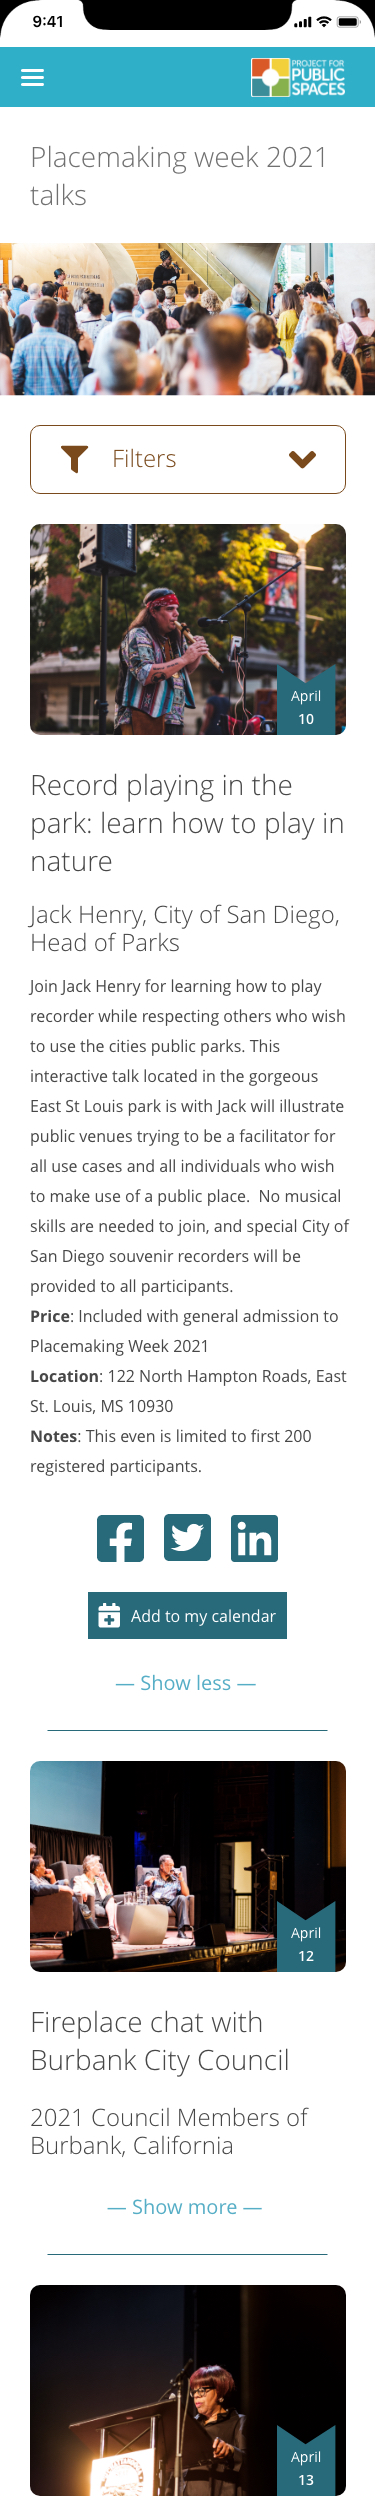 9:41
PROJECT FOR
PUBLIC
SPACES
Placemaking week 2021
talks
Filters
April
10
Record playing in the
park: learn how to play in
nature
Jack Henry, City of San Diego,
Head of Parks
Join Jack Henry for learning how to play
recorder while respecting others who wish
to use the cities public parks. This
interactive talk located in the gorgeous
East St Louis park is with Jack will illustrate
public venues trying to be a facilitator for
all use cases and all individuals who wish
to make use of a public place.  No musical
skills are needed to join, and special City of
San Diego souvenir recorders will be
provided to all participants.
Price: Included with general admission to
Placemaking Week 2021
Location: 122 North Hampton Roads, East
St. Louis, MS 10930
Notes: This even is limited to first 200
registered participants.
Add to my calendar
— Show less —
April
12
Fireplace chat with
Burbank City Council
2021 Council Members of
Burbank, California
— Show more —
April
13